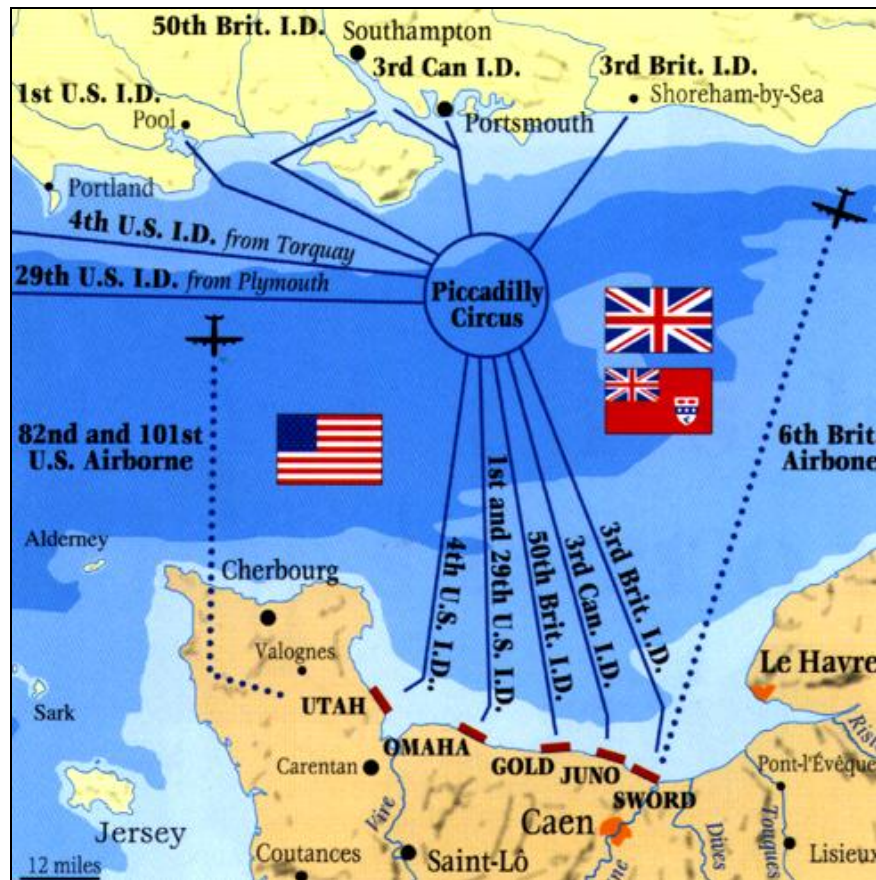 50th Brit. I.D.
Southampton
3rd Can I.D.
3rd Brit. I.D.
1st U.S. I.D.
Shoreham-by-Sea
Pool
Portsmouth
Portland
4th U.S. I.D. from Torquay
29th U.S. I.D. from Plymouth
Piccadilly
Circus
82nd and 101st
U.S. Airborne
6th Brit
Airbone
4th U.S. I.D..
1st and 29th U.S. I.D.
50th Brit. I.D.
3rd Can. I.D.
3rd Brit. I.D.
Alderney
Cherbourg
Valognes
Le Havre
Sark
UTAH
OMAHA
Carentan
GOLD
JUNO
SWORD
Pont-l'Évêque
Jersey
Vire
Caen
Dives
Touques
12 miles
Coutances
Saint-Lô
Lisieux